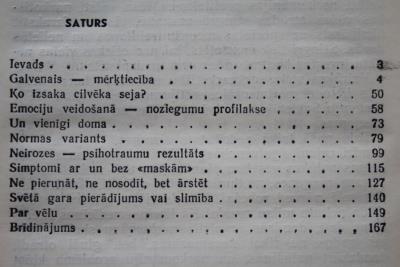 SATURS
Ievads . . . . . . . . . . . . . . . 3
Galvenais — mērķtiecība . . . . . . . . . . 4
Ķo izsaka cilvēka seja? . . . . . . . . . . 50
Emociju veidošanā — noziegumu profilakse . . . . 58
Un vienīgi doma . . . . . . . . . . . . 73
Normas variants . . . . . . . . . . . . 79
Neirozes — psihotraumu rezultāts . . . . . . . 99
Simptomi ar un bez «maskām» . . . . . . . 115
Ne pierunāt, ne nosodīt, bet ārstēt . . . . . . 127
Svētā gara pierādījums vai slimība . . . . . . 140
Par vēlu . . . . . . . . . . . . . . 149
Brīdinājums . . . . . . . . . . . . . 167